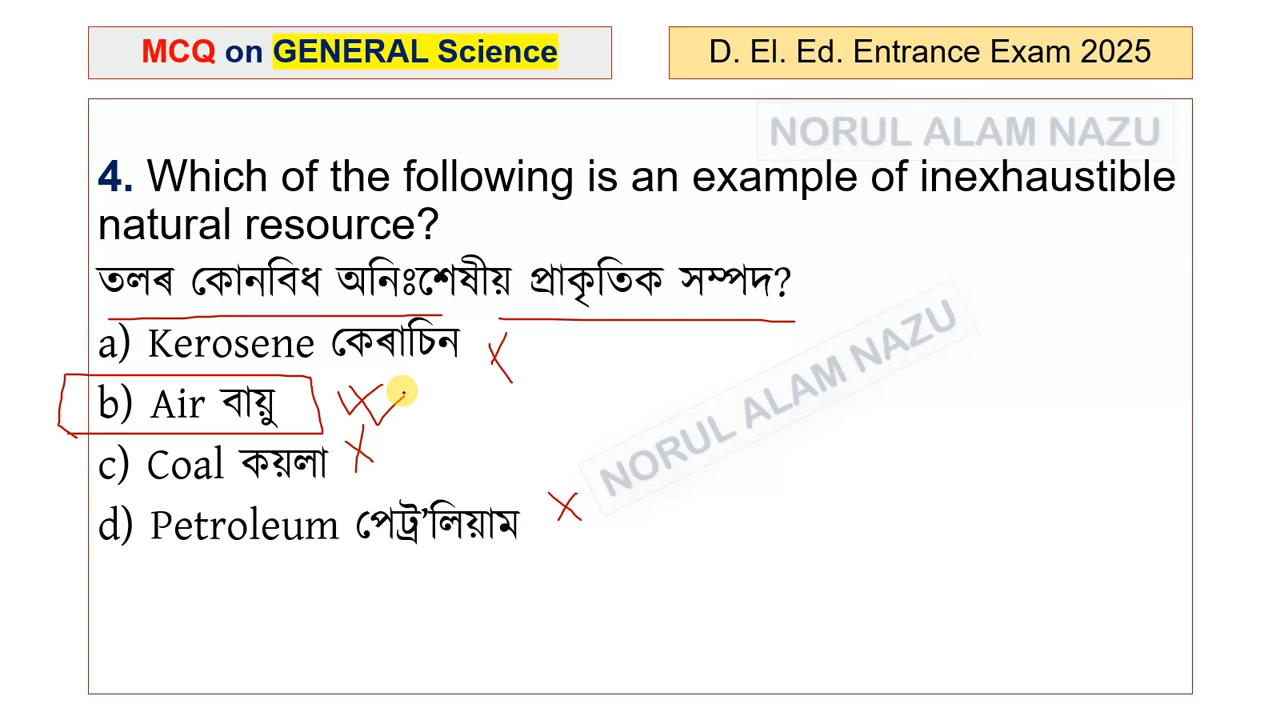 MCQ on GENERAL Science
D. El. Ed. Entrance Exam 2025
NORUL ALAM NAZU
4. Which of the following is an example of inexhaustible
natural resource?
তলৰ কোনবিধ অনিঃশেষীয় প্ৰাকৃতিক সম্পদ?
a) Kerosene কেৰাচিন
b) Air বায়ু
c) Coal কয়লা
d) Petroleum পেট্ৰ’লিয়াম
NORUL ALAM NAZU